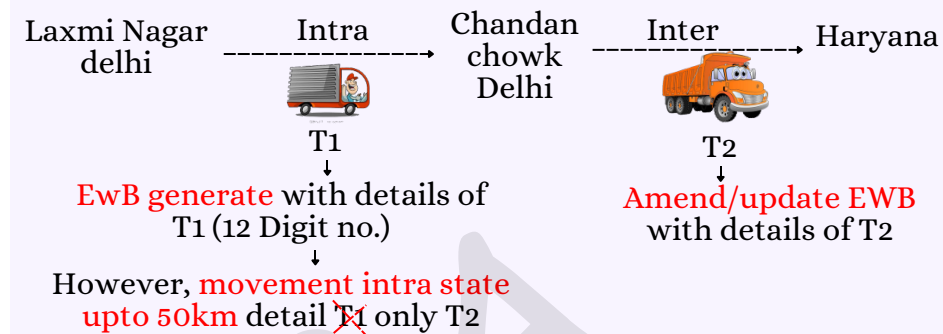 Laxmi Nagar
delhi
Intra
Chandan
chowk
Delhi
Inter
Haryana
T1
T2
EwB generate with details of
T1 (12 Digit no.)
Amend/update EWB
with details of T2
However, movement intra state
upto 50km detail T1 only T2